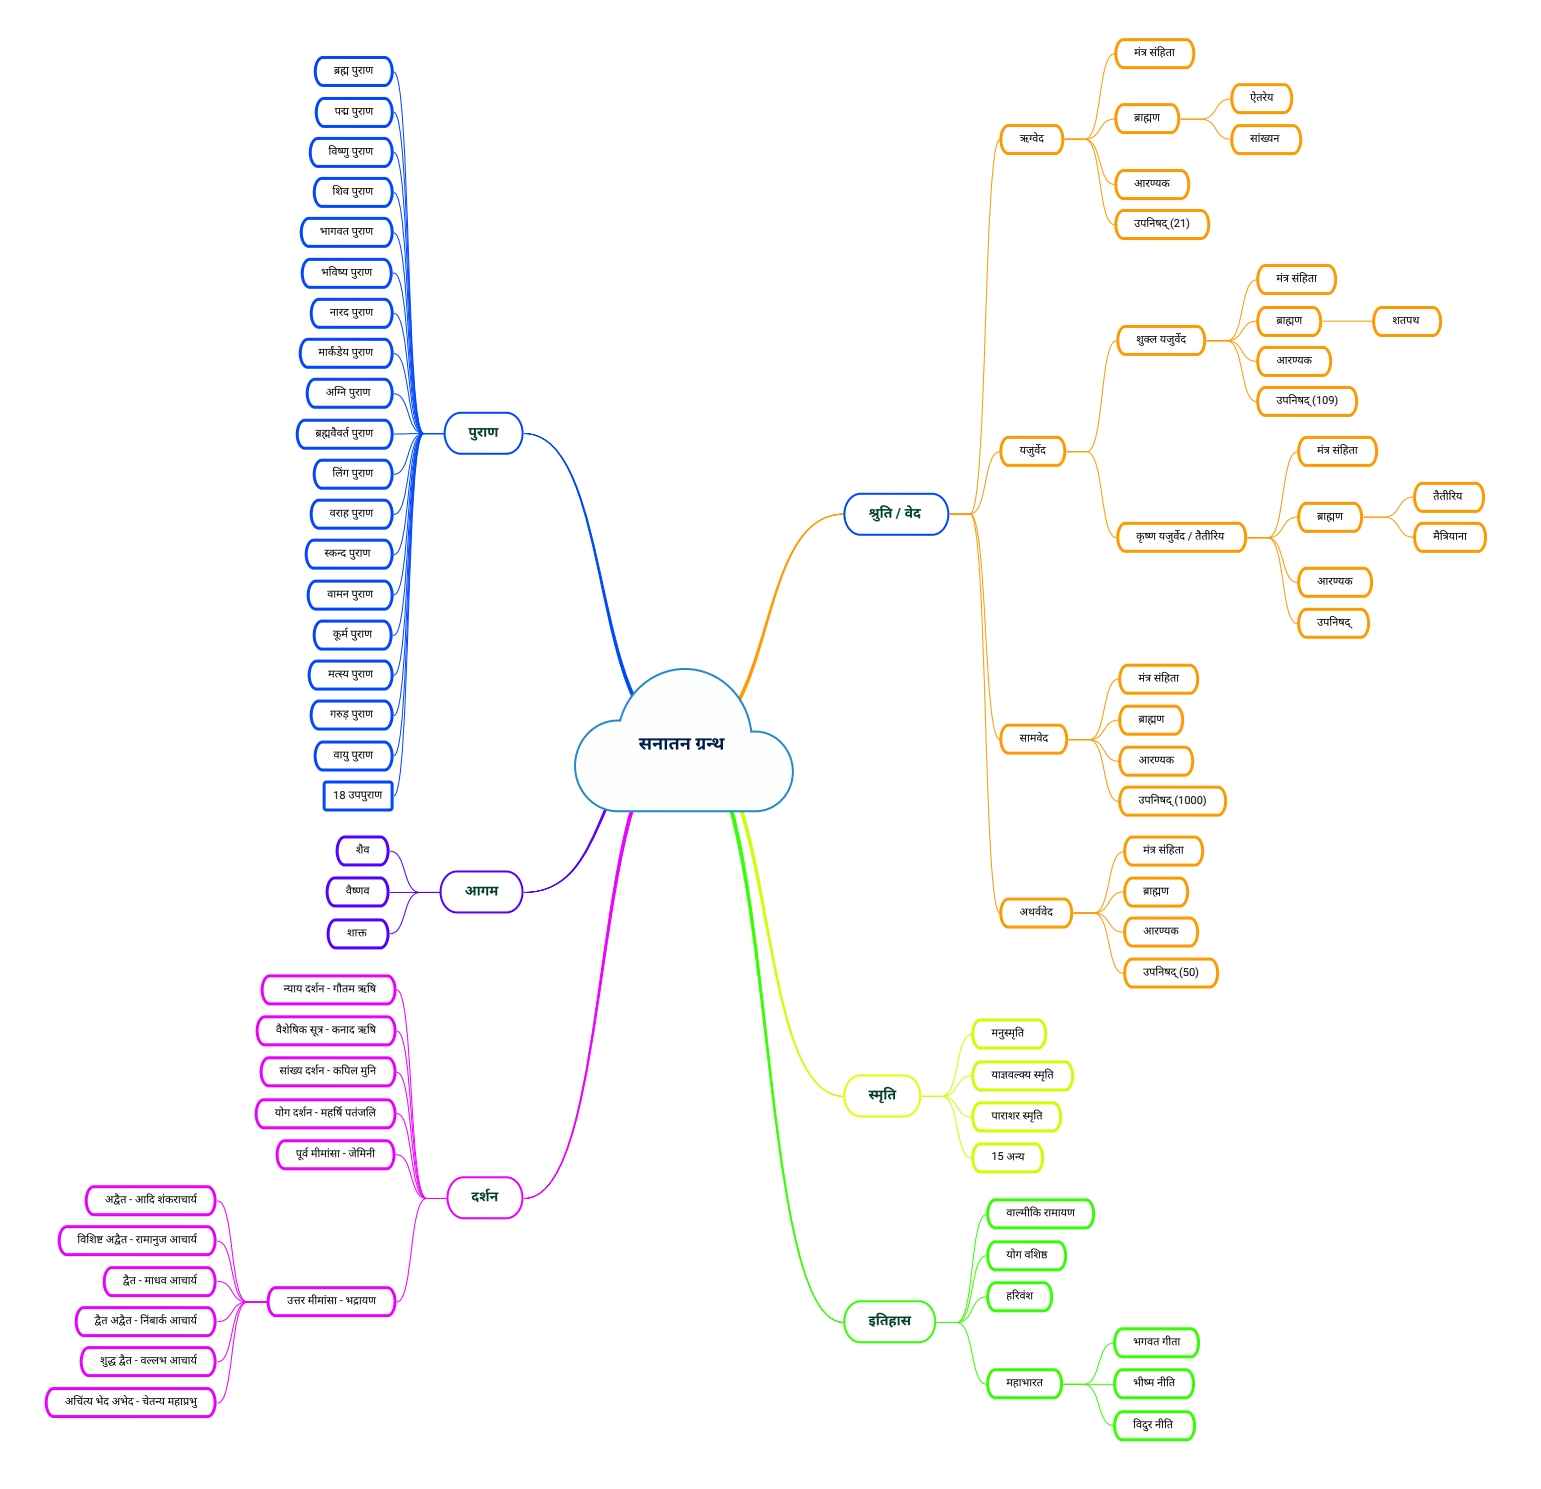 सनातन ग्रन्थ
पुराण
ब्रह्म पुराण
पद्म पुराण
विष्णु पुराण
शिव पुराण
भागवत पुराण
भविष्य पुराण
नारद पुराण
मार्कंडेय पुराण
अग्नि पुराण
ब्रह्मवैवर्त पुराण
लिंग पुराण
वराह पुराण
स्कन्द पुराण
वामन पुराण
कूर्म पुराण
मत्स्य पुराण
गरुड़ पुराण
वायु पुराण
18 उपपुराण
आगम
शैव
वैष्णव
शाक्त
दर्शन
न्याय दर्शन - गौतम ऋषि
वैशेषिक सूत्र - कनाद ऋषि
सांख्य दर्शन - कपिल मुनि
योग दर्शन - महर्षि पतंजलि
पूर्व मीमांसा - जेमिनी
उत्तर मीमांसा - भद्रायण
अद्वैत - आदि शंकराचार्य
विशिष्ट अद्वैत - रामानुज आचार्य
द्वैत - माधव आचार्य
द्वैत अद्वैत - निंबार्क आचार्य
शुद्ध द्वैत - वल्लभ आचार्य
अचिंत्य भेद अभेद - चेतन्य महाप्रभु
श्रुति / वेद
ऋग्वेद
मंत्र संहिता
ब्राह्मण
ऐतरेय
सांख्यन
आरण्यक
उपनिषद् (21)
यजुर्वेद
शुक्ल यजुर्वेद
मंत्र संहिता
ब्राह्मण
शतपथ
आरण्यक
उपनिषद् (109)
कृष्ण यजुर्वेद / तैतीरिय
मंत्र संहिता
ब्राह्मण
तैतीरिय
मैत्रियाना
आरण्यक
उपनिषद्
सामवेद
मंत्र संहिता
ब्राह्मण
आरण्यक
उपनिषद् (1000)
अथर्ववेद
मंत्र संहिता
ब्राह्मण
आरण्यक
उपनिषद् (50)
स्मृति
मनुस्मृति
याज्ञवल्क्य स्मृति
पाराशर स्मृति
15 अन्य
इतिहास
वाल्मीकि रामायण
योग वशिष्ठ
हरिवंश
महाभारत
भगवत गीता
भीष्म नीति
विदुर नीति